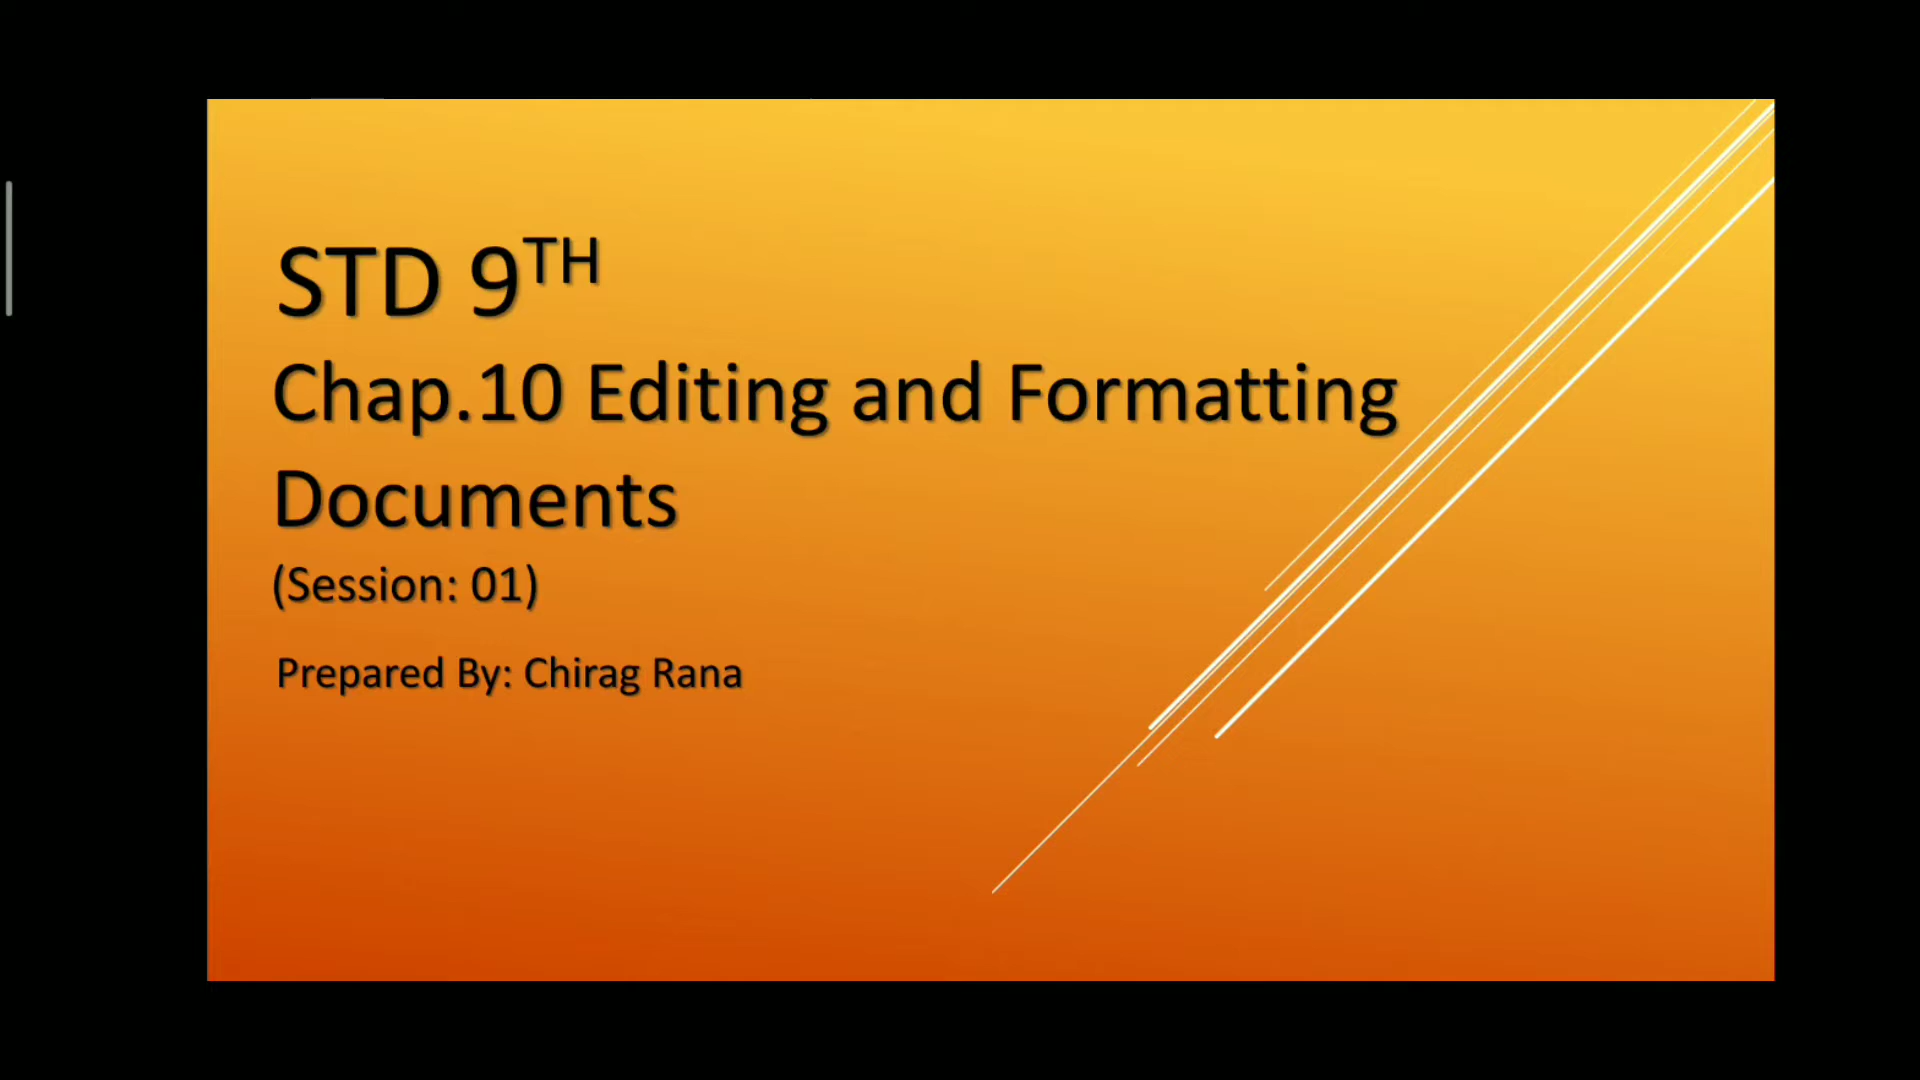 STD 9TH
Chap.10 Editing and Formatting
Documents
(Session: 01)
Prepared By: Chirag Rana